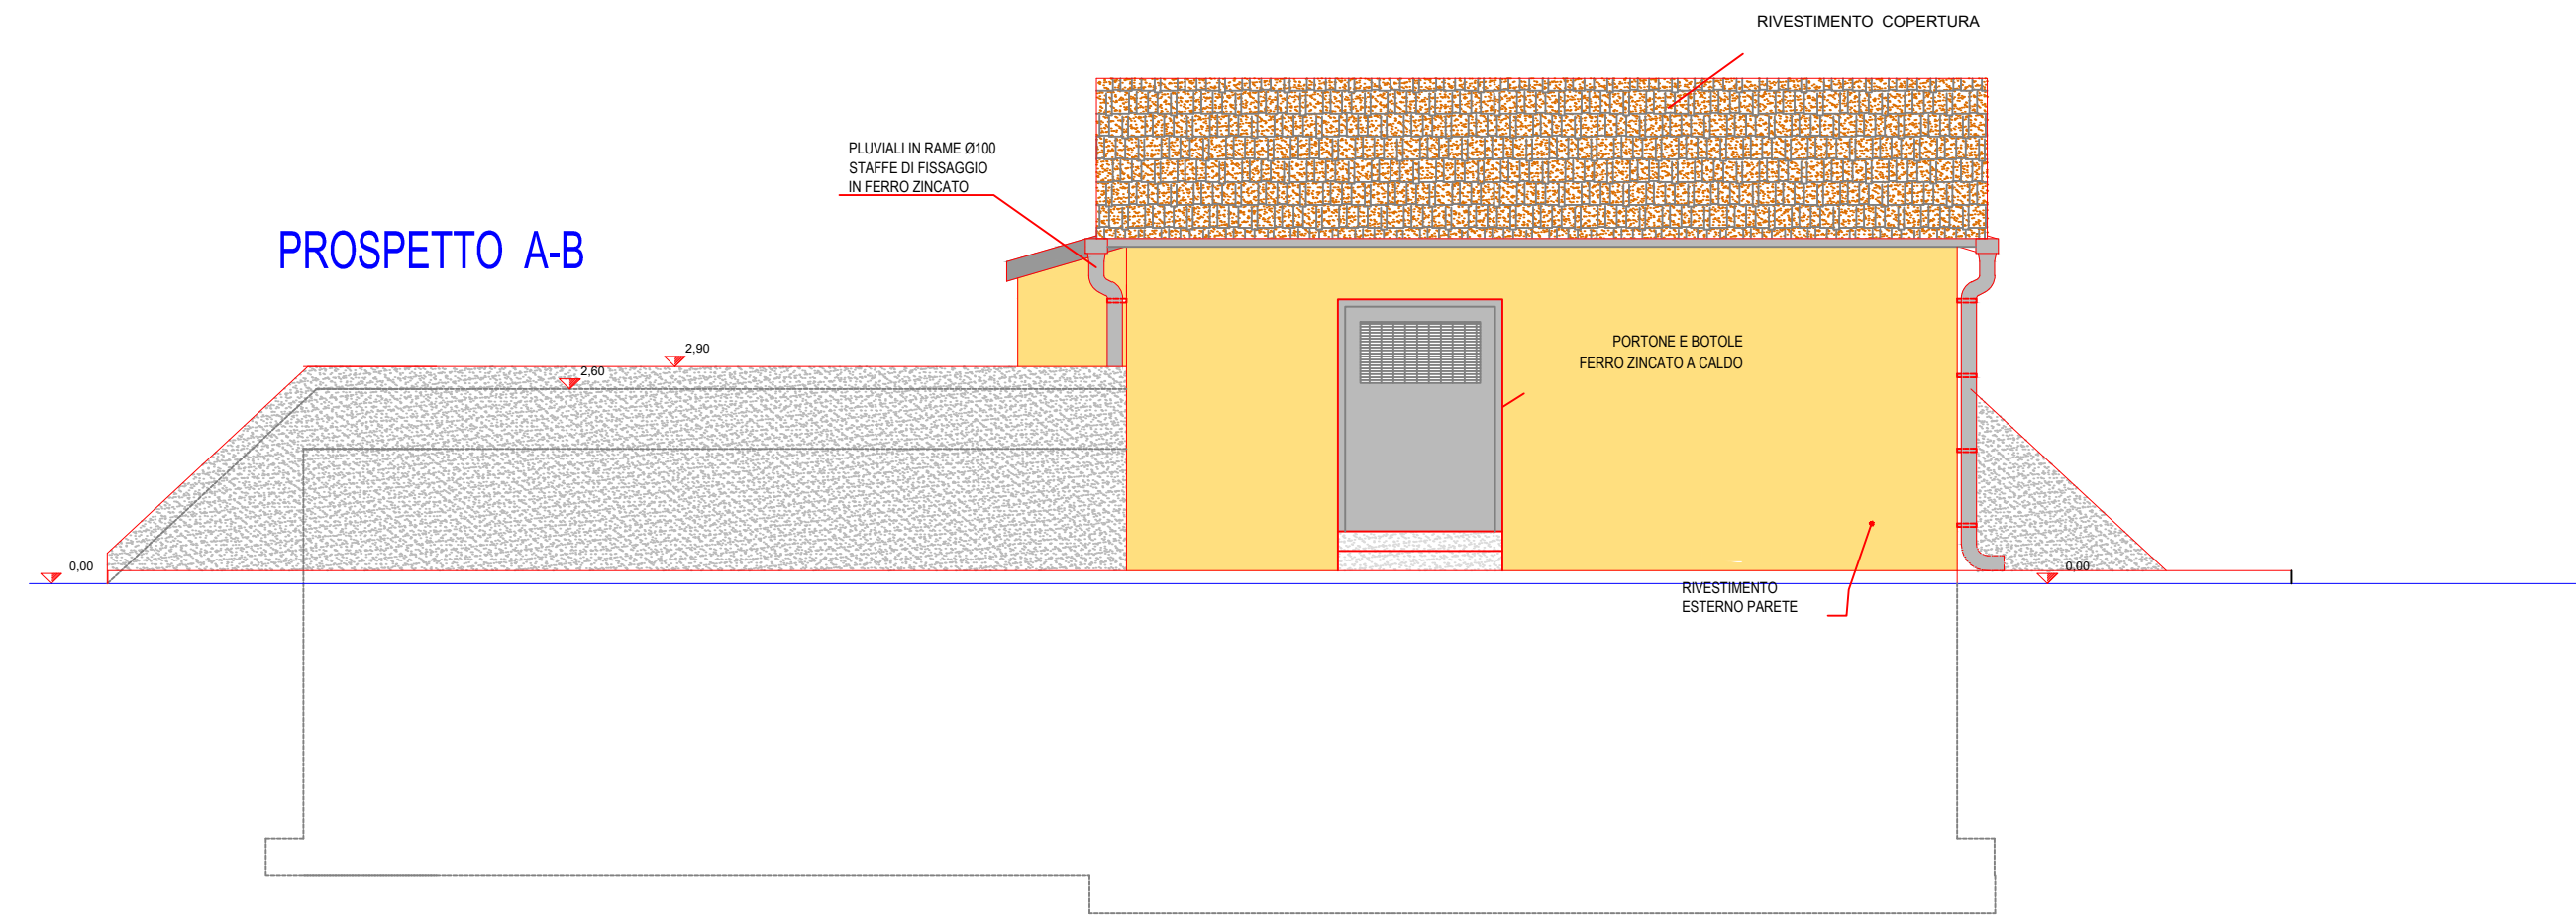 RIVESTIMENTO COPERTURA
PLUVIALI IN RAME Ø100
STAFFE DI FISSAGGIO
IN FERRO ZINCATO
PROSPETTO A-B
PORTONE E BOTOLE
FERRO ZINCATO A CALDO
2,90
2,60
0,00
0,00
RIVESTIMENTO
ESTERNO PARETE